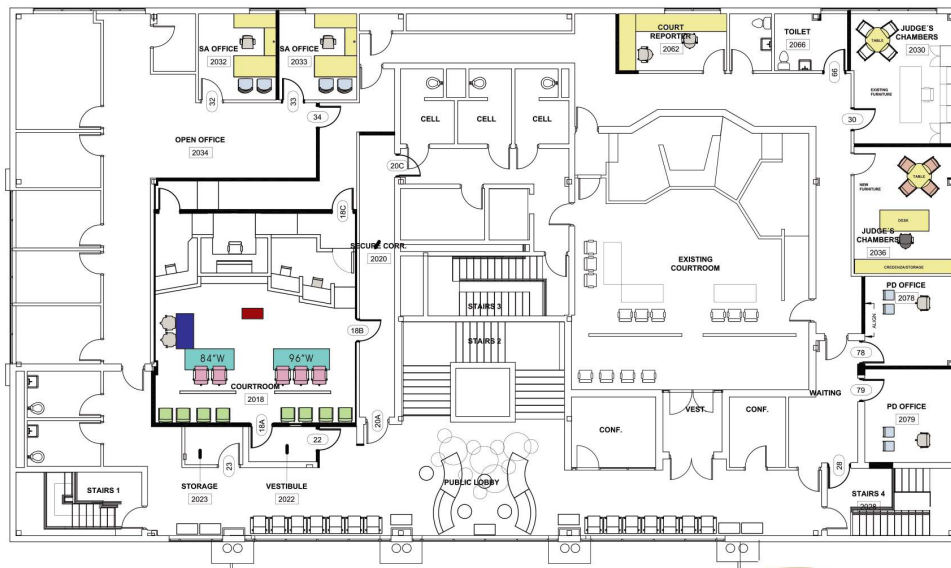 SA OFFICE
2032
SA OFFICE
2033
COURT
REPORTER
2062
TOILET
2066
JUDGE'S
CHAMBERS
2030
TABLE
EXISTING
FURNITURE
32
33
34
66
30
OPEN OFFICE
2034
CELL
CELL
CELL
20C
18C
TABLE
NEW
FURNITURE
DESK
JUDGE'S
CHAMBERS
2036
CREDENZA/STORAGE
SECURE CORR.
2020
EXISTING
COURTROOM
STAIRS 3
PD OFFICE
2078
ALIGN
18B
STAIRS 2
78
84"W
96"W
COURTROOM
2018
WAITING
79
18A
22
20A
VEST.
CONF.
CONF.
PD OFFICE
2079
23
28
STAIRS 1
STORAGE
2023
VESTIBULE
2022
PUBLIC LOBBY
STAIRS 4
2028